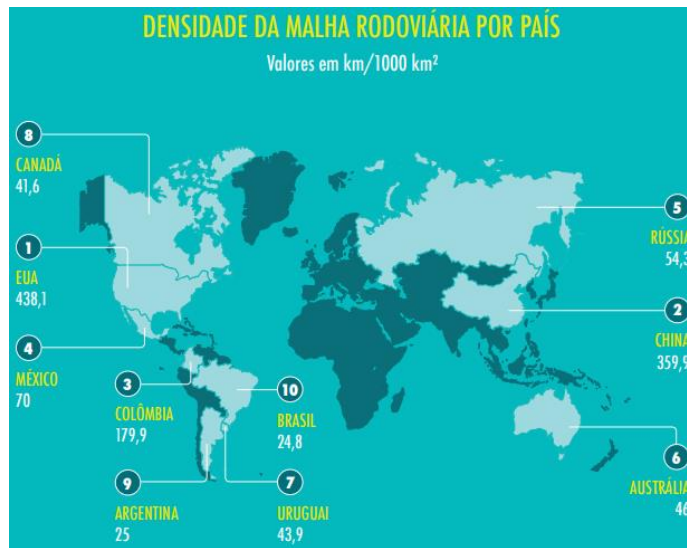 DENSIDADE DA MALHA RODOVIÁRIA POR PAÍS
Valores em km/1000 km²
8
CANADÁ
41,6
1
EUA
438,1
4
MÉXICO
70
3
COLÔMBIA
179,9
9
ARGENTINA
25
10
BRASIL
24,8
7
URUGUAI
43,9
5
RÚSSIA
54,3
2
CHINA
359,9
6
AUSTRÁLIA
46